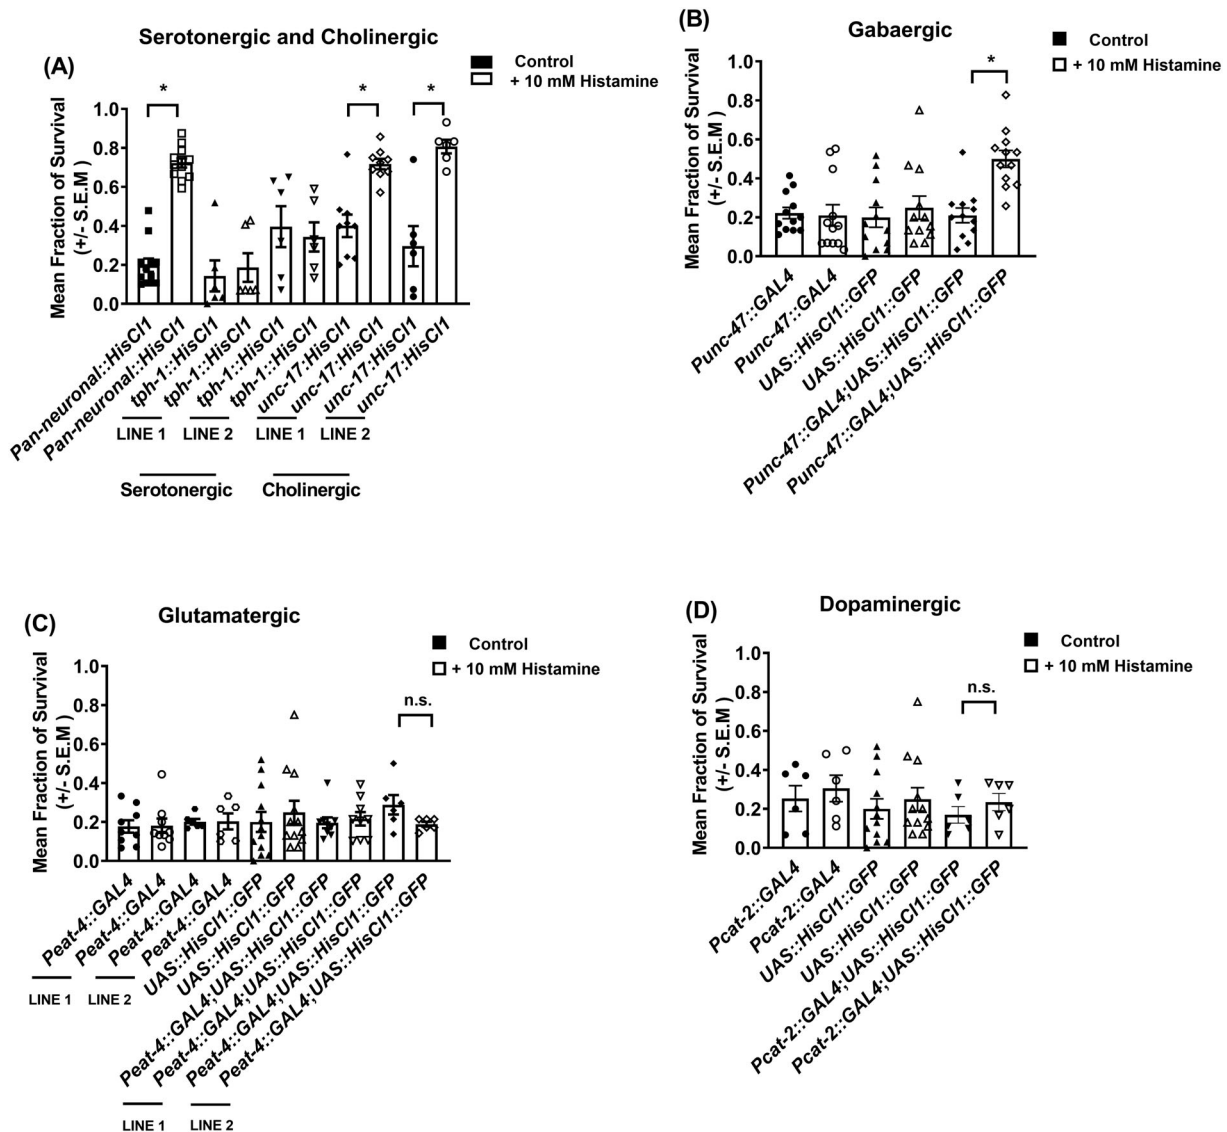 (A)
Serotonergic and Cholinergic
Control
+ 10 mM Histamine
Mean Fraction of Survival
(+/- S.E.M )
1.0
0.8
0.6
0.4
0.2
0.0
*
*
*
Pan-neuronal::HisCl1
Pan-neuronal::HisCl1
tph-1::HisCl1
tph-1::HisCl1
tph-1::HisCl1
tph-1::HisCl1
unc-17:HisCl1
unc-17:HisCl1
unc-17:HisCl1
unc-17:HisCl1
LINE 1
LINE 2
LINE 1
LINE 2
Serotonergic
Cholinergic
(B)
Gabaergic
Control
+ 10 mM Histamine
Mean Fraction of Survival
(+/- S.E.M )
1.0
0.8
0.6
0.4
0.2
0.0
*
Punc-47::GAL4
Punc-47::GAL4
UAS::HisCl1::GFP
UAS::HisCl1::GFP
Punc-47::GAL4;UAS::HisCl1::GFP
Punc-47::GAL4;UAS::HisCl1::GFP
(C)
Glutamatergic
Control
+ 10 mM Histamine
Mean Fraction of Survival
(+/- S.E.M )
1.0
0.8
0.6
0.4
0.2
0.0
n.s.
Peat-4::GAL4
Peat-4::GAL4
Peat-4::GAL4
Peat-4::GAL4
UAS::HisCl1::GFP
UAS::HisCl1::GFP
Peat-4::GAL4;UAS::HisCl1::GFP
Peat-4::GAL4;UAS::HisCl1::GFP
Peat-4::GAL4;UAS::HisCl1::GFP
Peat-4::GAL4;UAS::HisCl1::GFP
LINE 1
LINE 2
LINE 1
LINE 2
(D)
Dopaminergic
Control
+ 10 mM Histamine
Mean Fraction of Survival
(+/- S.E.M )
1.0
0.8
0.6
0.4
0.2
0.0
n.s.
Pcat-2::GAL4
Pcat-2::GAL4
UAS::HisCl1::GFP
UAS::HisCl1::GFP
Pcat-2::GAL4;UAS::HisCl1::GFP
Pcat-2::GAL4;UAS::HisCl1::GFP